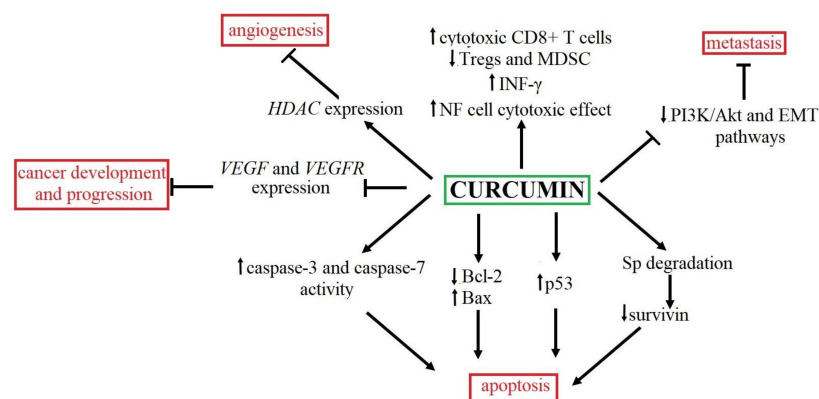 angiogenesis
↑cytotoxic CD8+ T cells
↓Tregs and MDSC
↑INF-γ
↑NF cell cytotoxic effect
metastasis
HDAC expression
↓PI3K/Akt and EMT
pathways
cancer development
and progression
VEGF and VEGFR
expression
CURCUMIN
↑caspase-3 and caspase-7
activity
↓Bcl-2
↑Bax
↑p53
Sp degradation
↓survivin
apoptosis